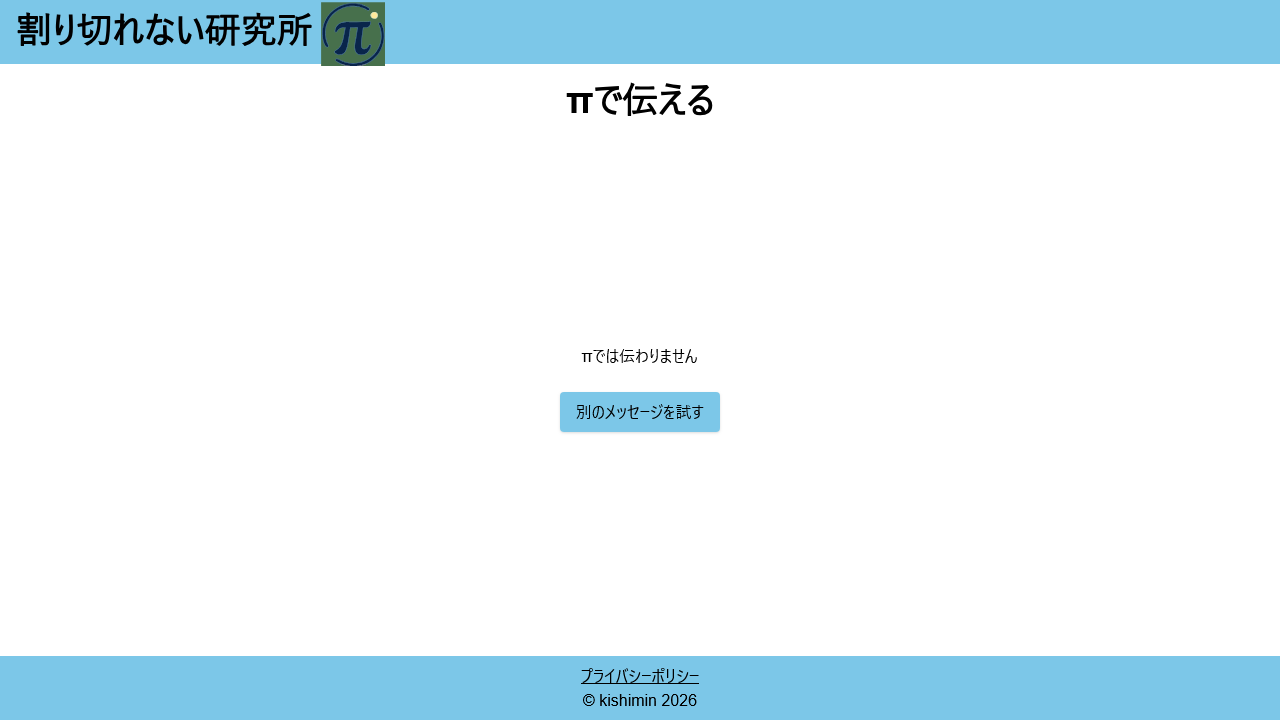 割り切れない研究所 π
πで伝える
πでは伝わりません
別のメッセージを試す
プライバシーポリシー
© kishimin 2026